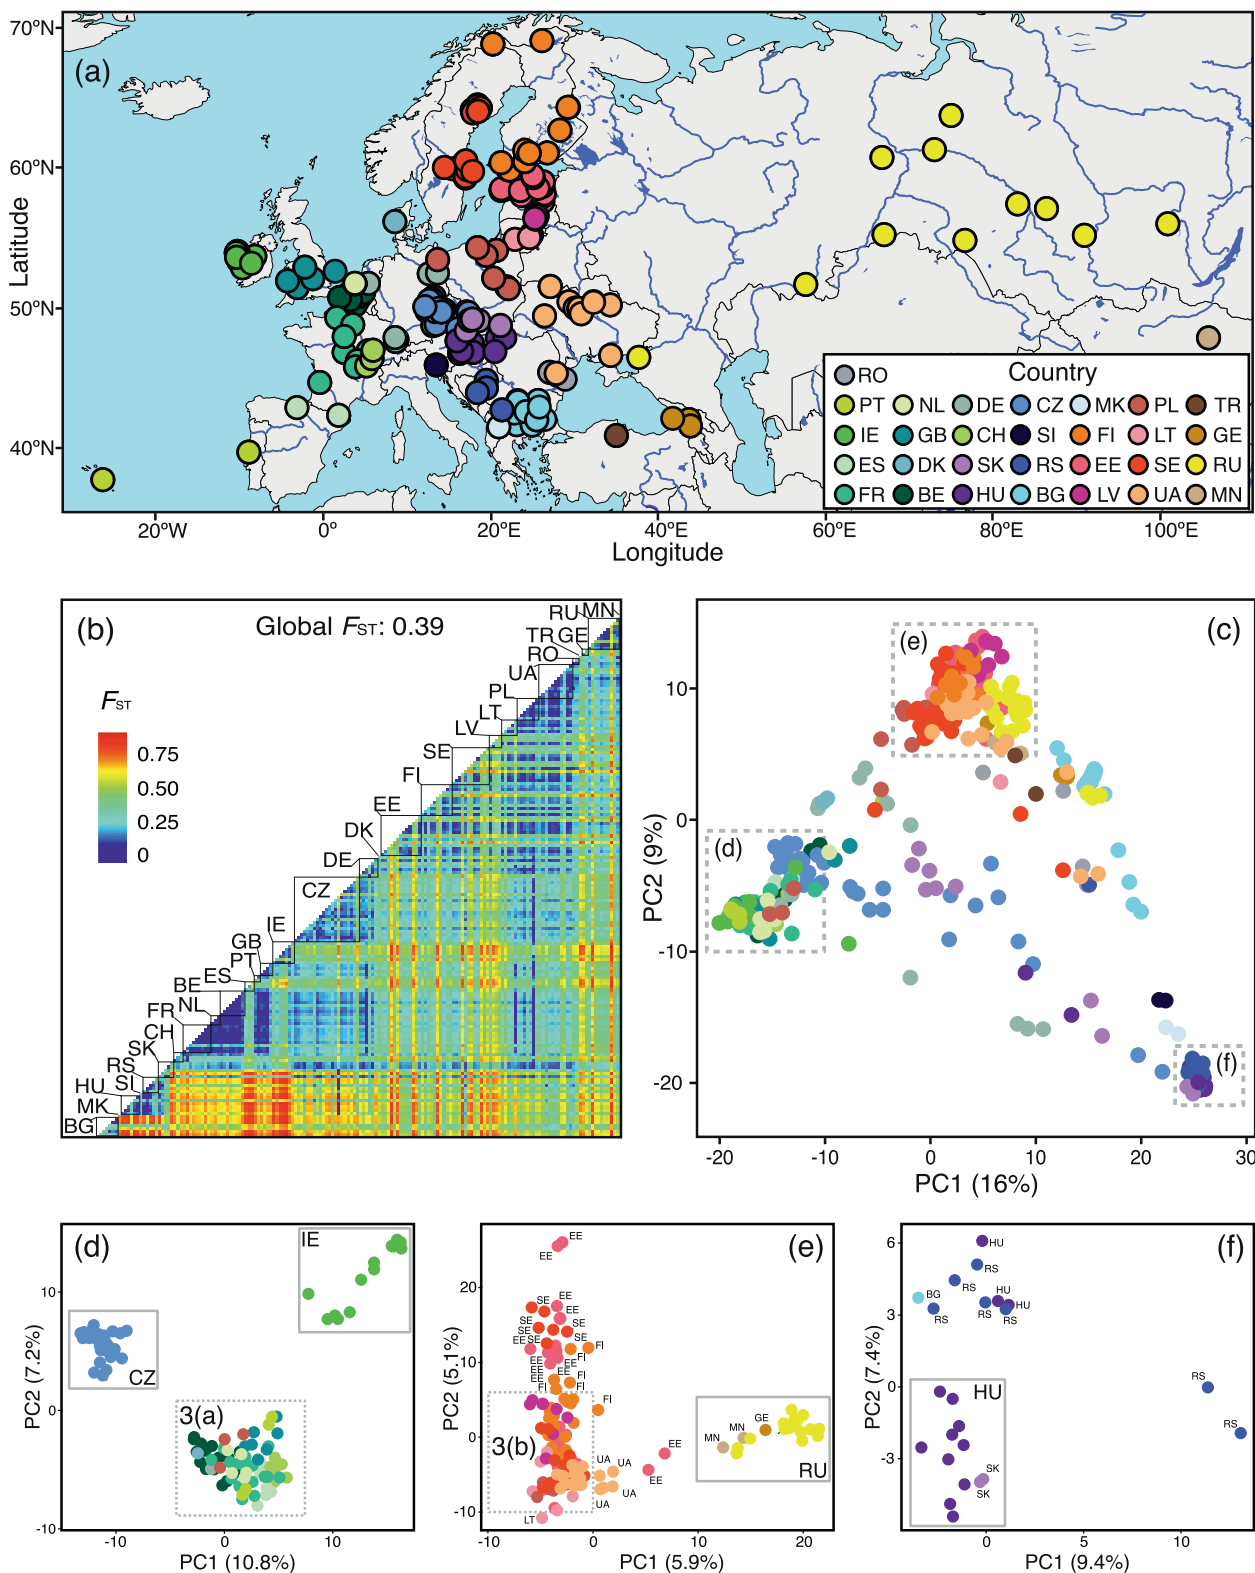 70°N
60°N
50°N
40°N
Latitude
(a)
20°W
0°
20°E
40°E
60°E
80°E
100°E
Longitude
RO
Country
PT
NL
DE
CZ
MK
PL
TR
IE
GB
CH
SI
FI
LT
GE
ES
DK
SK
RS
EE
SE
RU
FR
BE
HU
BG
LV
UA
MN
(b)
Global FST: 0.39
FST
0.75
0.50
0.25
0
RU
MN
TR
GE
RO
UA
PL
LT
LV
SE
FI
EE
DK
DE
CZ
IE
GB
PT
ES
BE
NL
FR
CH
SK
RS
SI
HU
MK
BG
(c)
(e)
(d)
(f)
10
0
-10
-20
PC2 (9%)
-20
-10
0
10
20
30
PC1 (16%)
(d)
IE
CZ
3(a)
10
0
-10
PC2 (7.2%)
-10
0
10
PC1 (10.8%)
(e)
EE
EE
SE
EE
SE
EE
SE
SE
EE
SE
FI
EE
EE
FI
EE
EE
FI
FI
FI
FI
3(b)
EE
EE
UA
UA
UA
UA
LT
MN
MN
GE
RU
20
10
0
-10
PC2 (5.1%)
-10
0
10
20
PC1 (5.9%)
(f)
HU
RS
RS
BG
RS
HU
HU
RS
RS
RS
RS
HU
SK
SK
6
3
0
-3
PC2 (7.4%)
0
5
10
PC1 (9.4%)